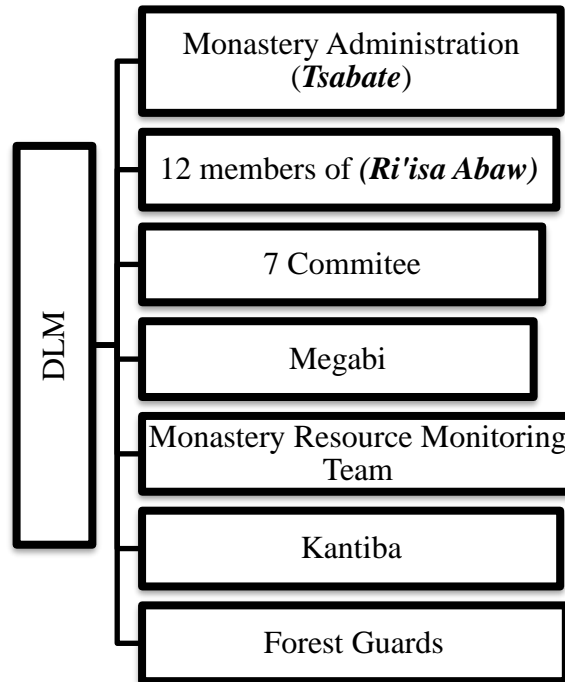 DLM
Monastery Administration
(Tsabate)
12 members of (Ri'isa Abaw)
7 Commitee
Megabi
Monastery Resource Monitoring
Team
Kantiba
Forest Guards